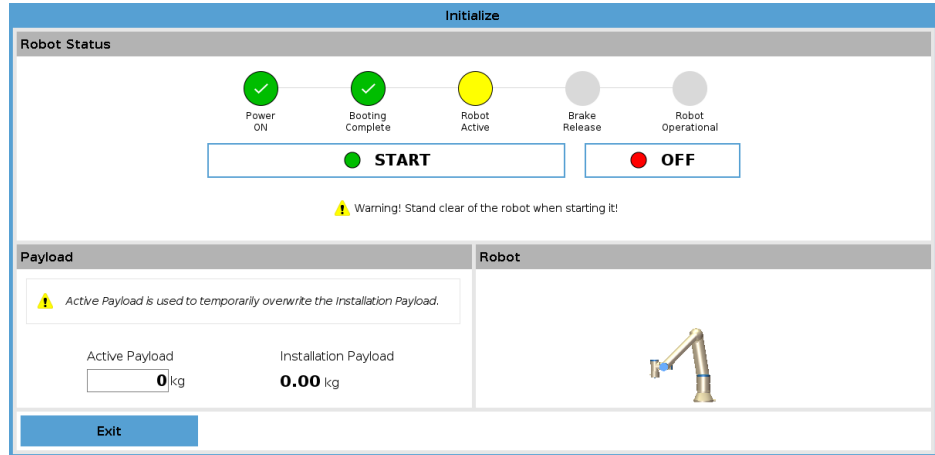 Initialize
Robot Status
Power ON
Booting Complete
Robot Active
Brake Release
Robot Operational
START
OFF
Warning! Stand clear of the robot when starting it!
Payload
Robot
Active Payload is used to temporarily overwrite the Installation Payload.
Active Payload
Installation Payload
0 kg
0.00 kg
Exit